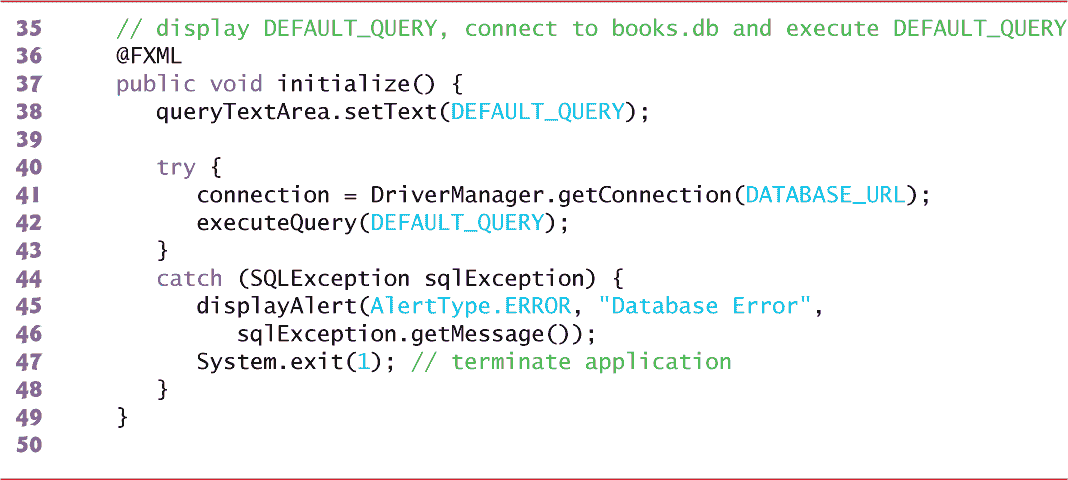 35 // display DEFAULT_QUERY, connect to books.db and execute DEFAULT_QUERY
36 @FXML
37 public void initialize() {
38 queryTextArea.setText(DEFAULT_QUERY);
39
40 try {
41 connection = DriverManager.getConnection(DATABASE_URL);
42 executeQuery(DEFAULT_QUERY);
43 }
44 catch (SQLException sqlException) {
45 displayAlert(AlertType.ERROR, "Database Error",
46 sqlException.getMessage());
47 System.exit(1); // terminate application
48 }
49 }
50